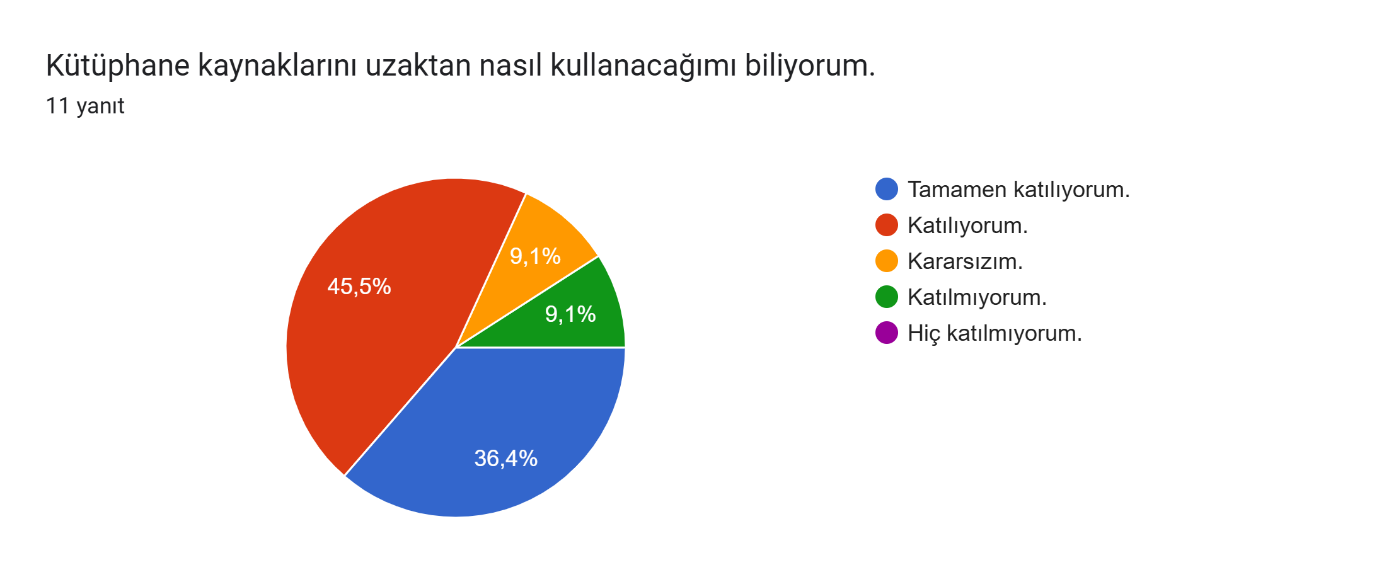 Kütüphane kaynaklarını uzaktan nasıl kullanacağımı biliyorum.
11 yanıt
Tamamen katılıyorum.
Katılıyorum.
Kararsızım.
Katılmıyorum.
Hiç katılmıyorum.
9,1%
45,5%
9,1%
36,4%